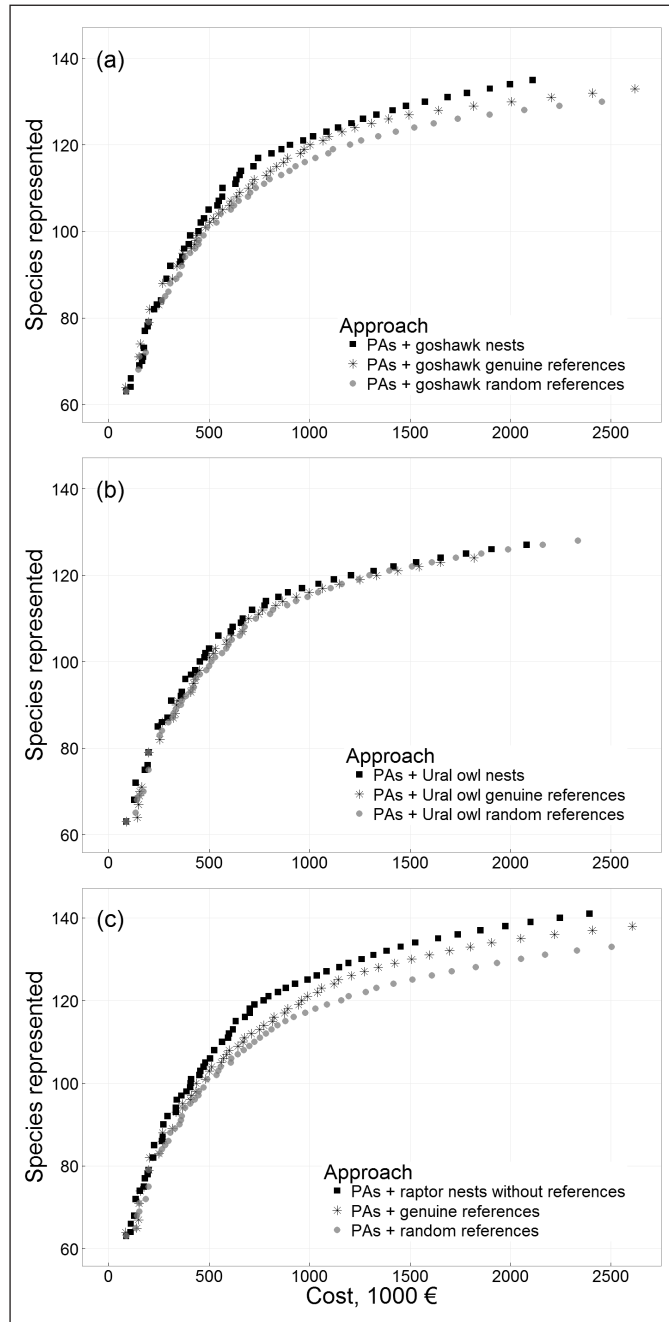 (a)
140
120
100
80
60
Species represented
Approach
PAs + goshawk nests
PAs + goshawk genuine references
PAs + goshawk random references
0 500 1000 1500 2000 2500
(b)
140
120
100
80
60
Species represented
Approach
PAs + Ural owl nests
PAs + Ural owl genuine references
PAs + Ural owl random references
0 500 1000 1500 2000 2500
(c)
140
120
100
80
60
Species represented
Approach
PAs + raptor nests without references
PAs + genuine references
PAs + random references
0 500 1000 1500 2000 2500
Cost, 1000 €